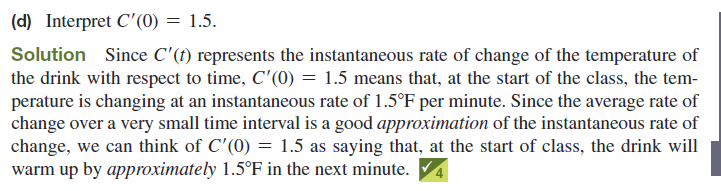 (d) Interpret C′(0) = 1.5.
Solution Since C′(t) represents the instantaneous rate of change of the temperature of
the drink with respect to time, C′(0) = 1.5 means that, at the start of the class, the tem-
perature is changing at an instantaneous rate of 1.5°F per minute. Since the average rate of
change over a very small time interval is a good approximation of the instantaneous rate of
change, we can think of C′(0) = 1.5 as saying that, at the start of class, the drink will
warm up by approximately 1.5°F in the next minute. ✓4